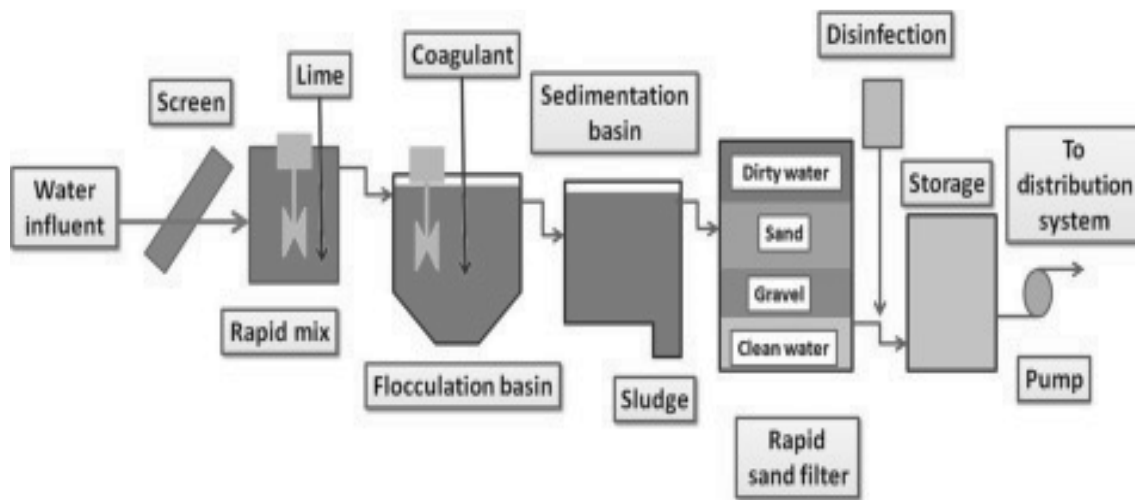 Water
influent
Screen
Lime
Rapid mix
Coagulant
Flocculation basin
Sedimentation
basin
Sludge
Dirty water
Sand
Gravel
Clean water
Rapid
sand filter
Disinfection
Storage
To
distribution
system
Pump